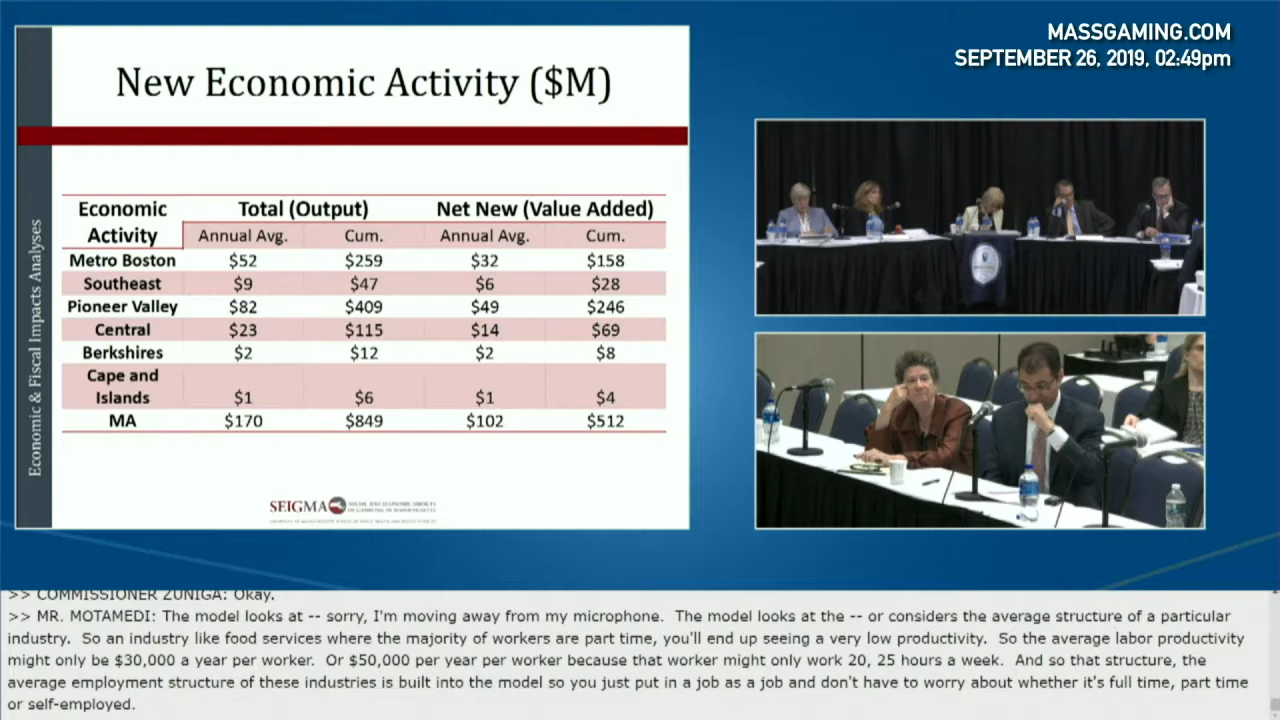 MASSGAMING.COM
SEPTEMBER 26, 2019, 02:49pm
New Economic Activity ($M)
Economic & Fiscal Impacts Analyses
Economic Activity Total (Output) Net New (Value Added)
Annual Avg. Cum. Annual Avg. Cum.
Metro Boston $52 $259 $32 $158
Southeast $9 $47 $6 $28
Pioneer Valley $82 $409 $49 $246
Central $23 $115 $14 $69
Berkshires $2 $12 $2 $8
Cape and
Islands $1 $6 $1 $4
MA $170 $849 $102 $512
SEIGMA
SOCIAL AND ECONOMIC IMPACTS
OF GAMBLING IN MASSACHUSETTS
>> COMMISSIONER ZUNIGA: Okay.
>> MR. MOTAMEDI: The model looks at -- sorry, I'm moving away from my microphone. The model looks at the -- or considers the average structure of a particular
industry. So an industry like food services where the majority of workers are part time, you'll end up seeing a very low productivity. So the average labor productivity
might only be $30,000 a year per worker. Or $50,000 per year per worker because that worker might only work 20, 25 hours a week. And so that structure, the
average employment structure of these industries is built into the model so you just put in a job as a job and don't have to worry about whether it's full time, part time
or self-employed.